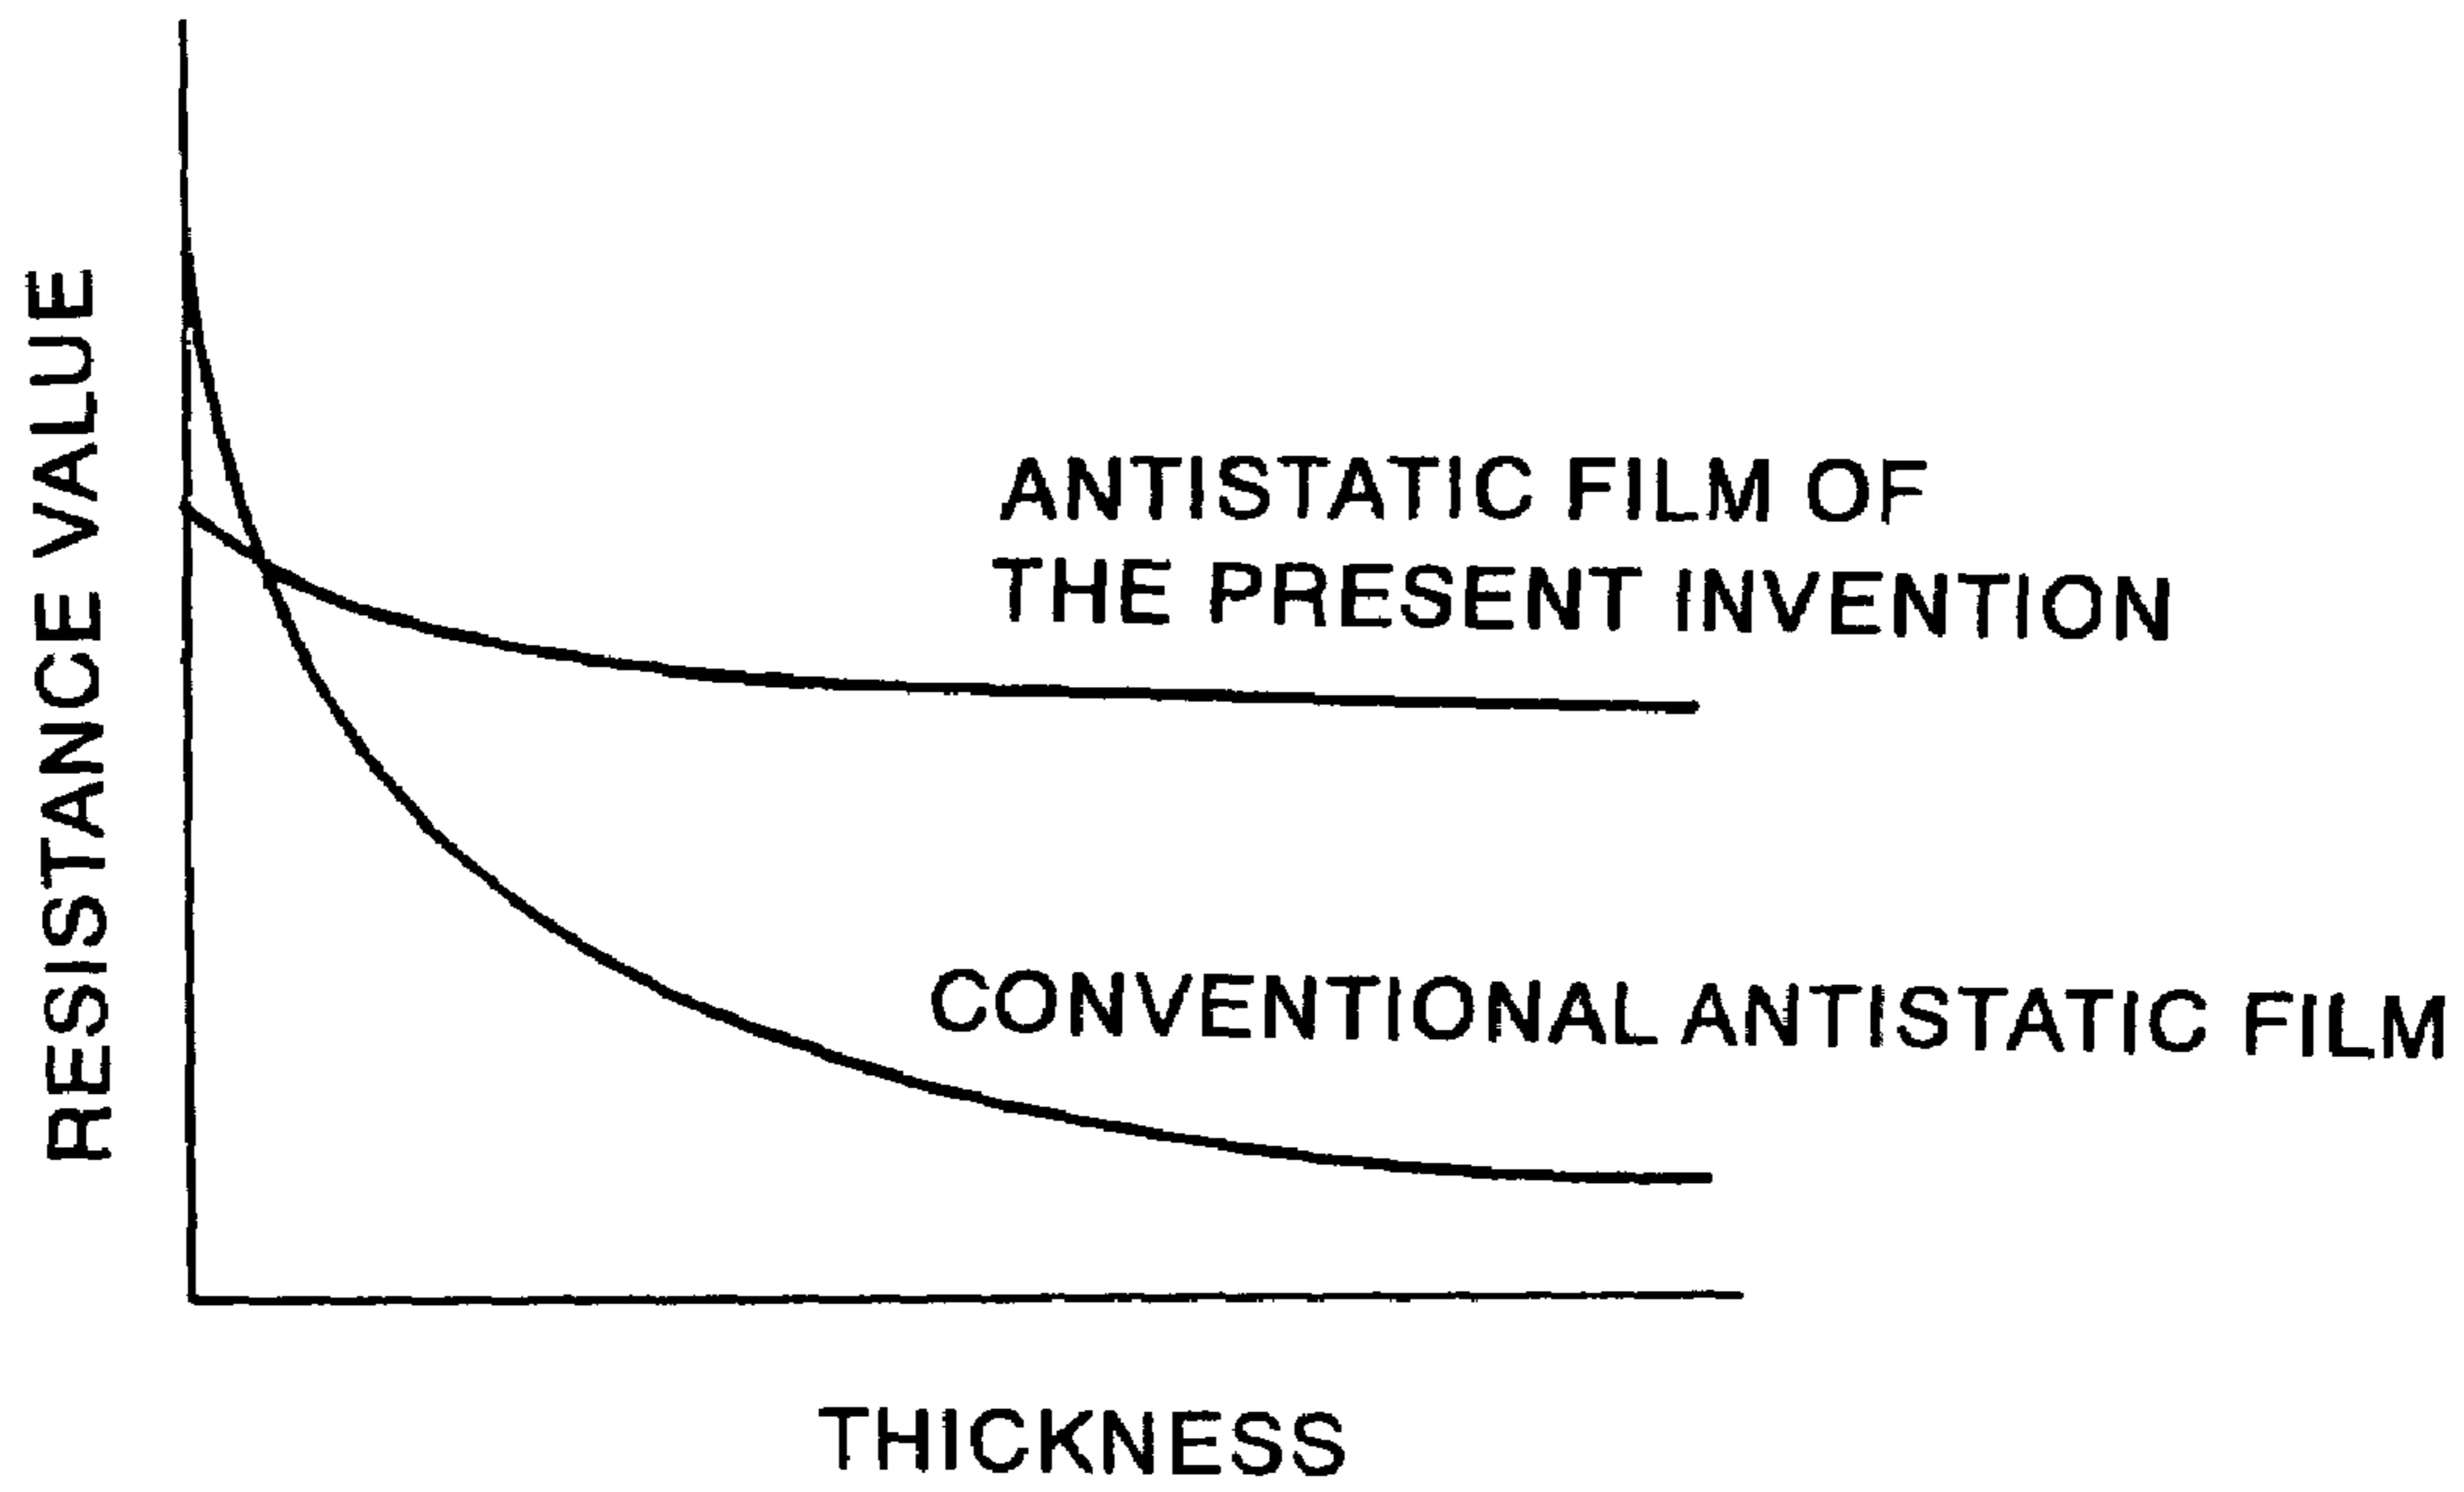 RESISTANCE VALUE
ANTISTATIC FILM OF
THE PRESENT INVENTION
CONVENTIONAL ANTISTATIC FILM
THICKNESS